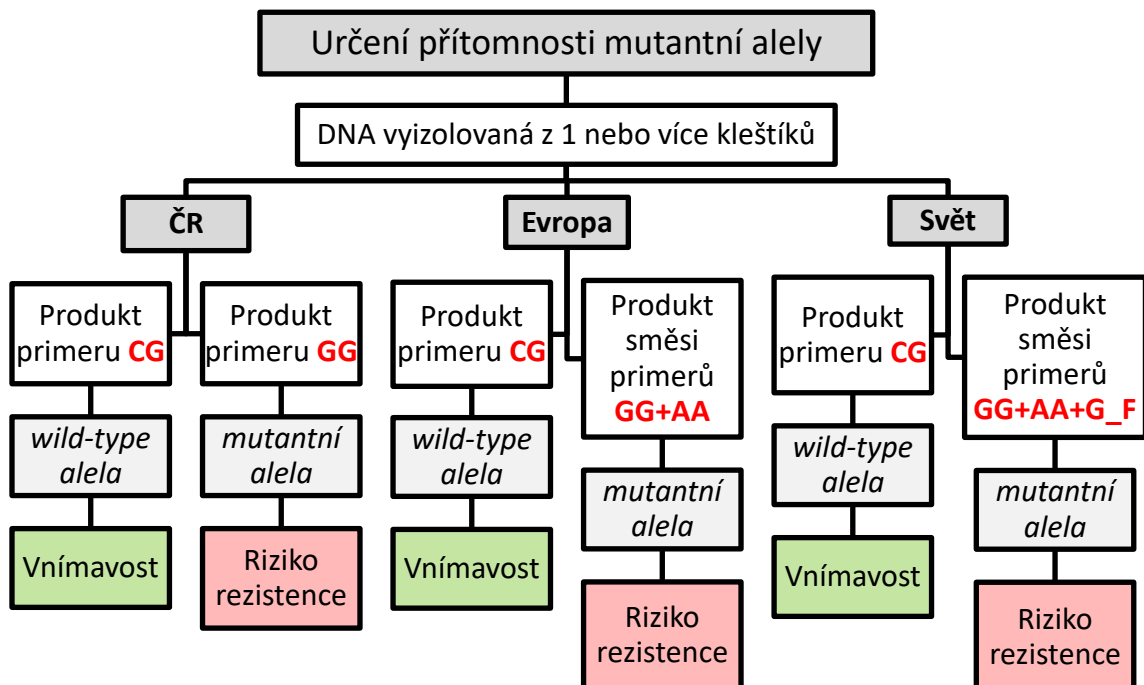 Určení přítomnosti mutantní alely
DNA vyizolovaná z 1 nebo více kleštíků
ČR
Evropa
Svět
Produkt
primeru CG
Produkt
primeru GG
Produkt
primeru CG
Produkt
směsi
primerů
GG+AA
Produkt
primeru CG
Produkt
směsi
primerů
GG+AA+G_F
wild-type
alela
mutantní
alela
wild-type
alela
mutantní
alela
wild-type
alela
mutantní
alela
Vnímavost
Riziko
rezistence
Vnímavost
Riziko
rezistence
Vnímavost
Riziko
rezistence